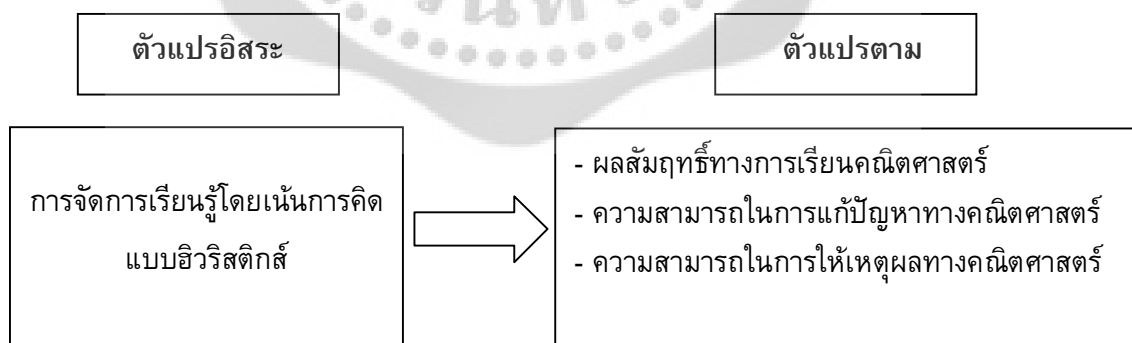 ตัวแปรอิสระ
ตัวแปรตาม
การจัดการเรียนรู้โดยเน้นการคิด
แบบฮิวริสติกส์
- ผลสัมฤทธิ์ทางการเรียนคณิตศาสตร์
- ความสามารถในการแก้ปัญหาทางคณิตศาสตร์
- ความสามารถในการให้เหตุผลทางคณิตศาสตร์